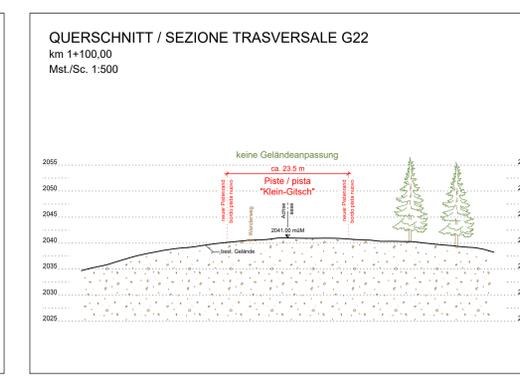 QUERSCHNITT / SEZIONE TRASVERSALE G22
km 1+100,00
Mst./Sc. 1:500
keine Geländeanpassung
ca. 23.5 m
Piste / pista
"Klein-Gitsch"
neuer Pistenrand
bordo pista nuovo
Wanderweg
Achse
asse
neuer Pistenrand
bordo pista nuovo
2041.00 müM
best. Gelände
2055
2050
2045
2040
2035
2030
2025